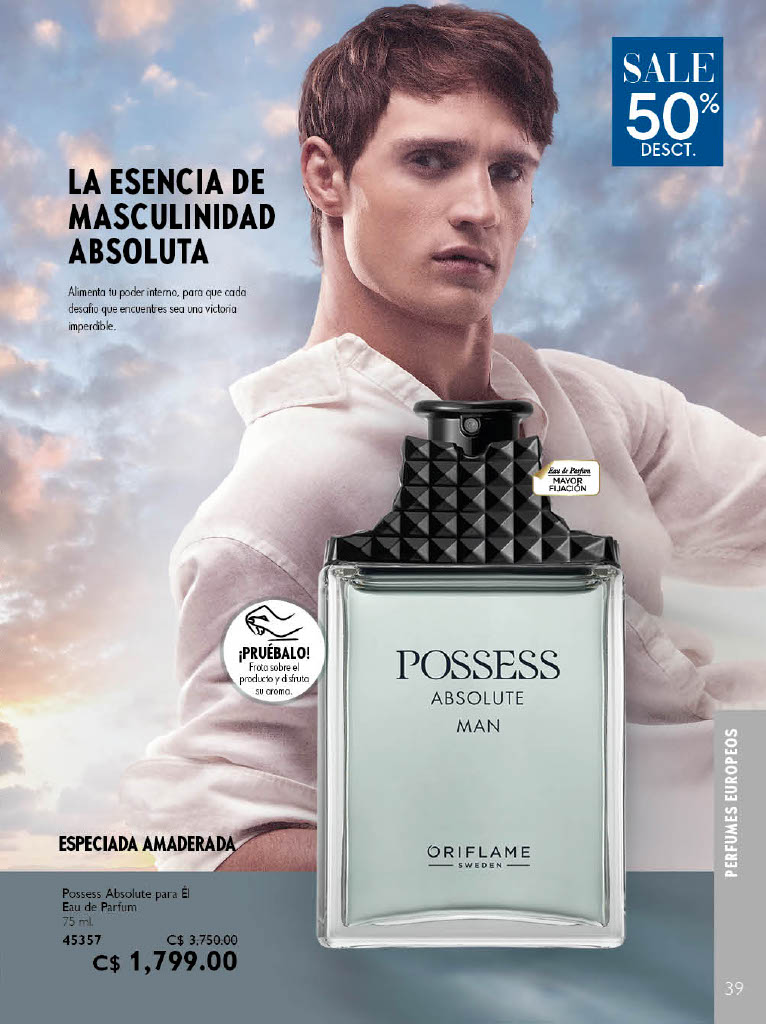 SALE
50%
DESCT.
LA ESENCIA DE
MASCULINIDAD
ABSOLUTA
Alimenta tu poder interno, para que cada
desafío que encuentres sea una victoria
imperdible.
Eau de Parfum
MAYOR
FIJACIÓN
¡PRUÉBALO!
Frota sobre el
producto y disfruta
su aroma.
POSSESS
ABSOLUTE
MAN
ORIFLAME
SWEDEN
PERFUMES EUROPEOS
ESPECIADA AMADERADA
Possess Absolute para Él
Eau de Parfum
75 ml.
45357 C$ 3,750.00
C$ 1,799.00
39